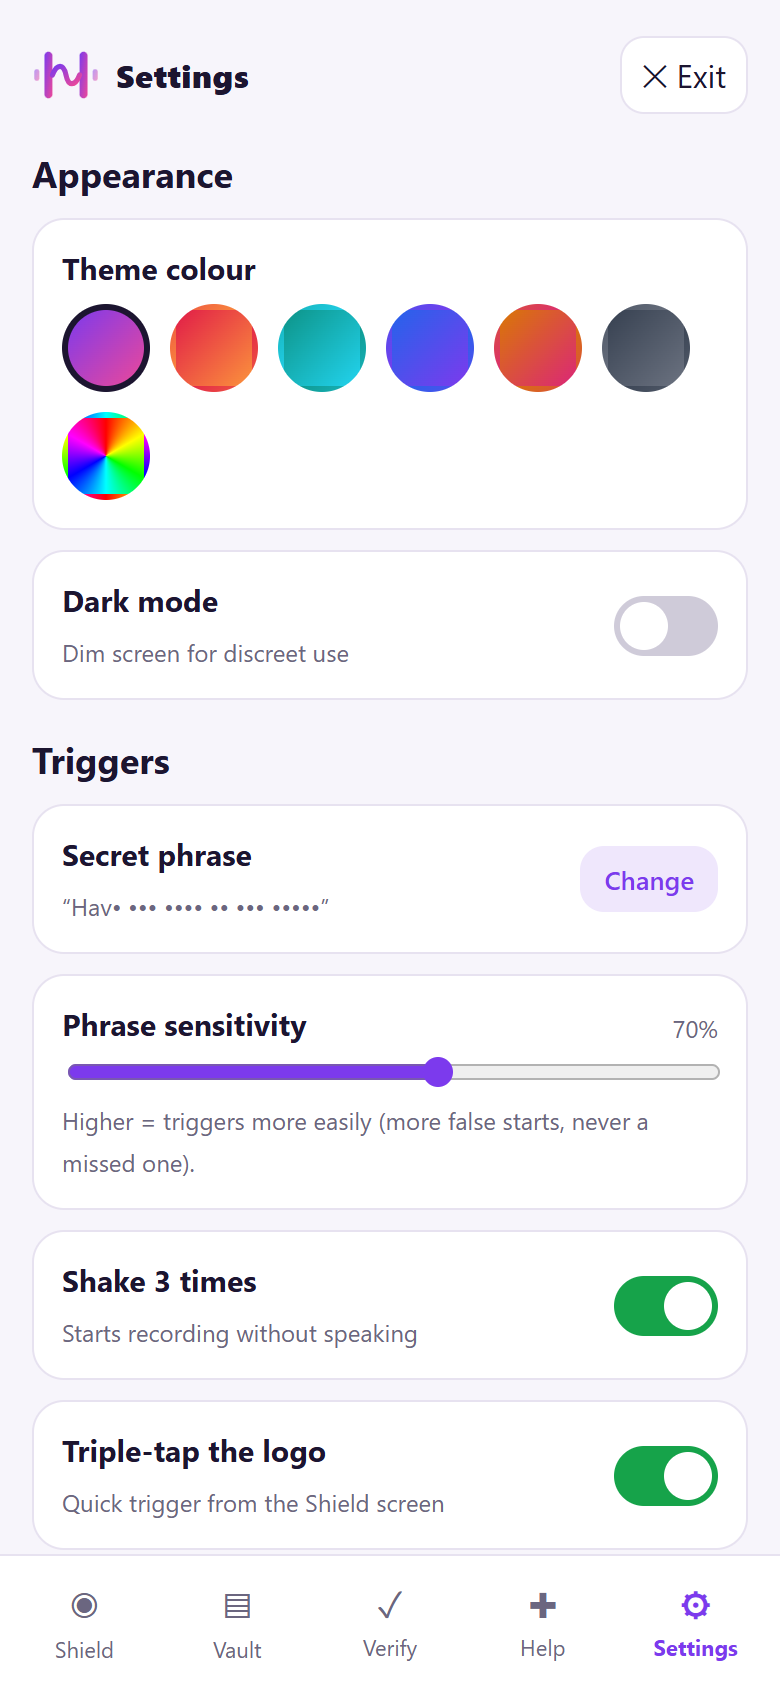 Settings
Exit
Appearance
Theme colour
Dark mode
Dim screen for discreet use
Triggers
Secret phrase
“Hav• ••• •••• •• ••• •••••”
Change
Phrase sensitivity
70%
Higher = triggers more easily (more false starts, never a
missed one).
Shake 3 times
Starts recording without speaking
Triple-tap the logo
Quick trigger from the Shield screen
Shield
Vault
Verify
Help
Settings